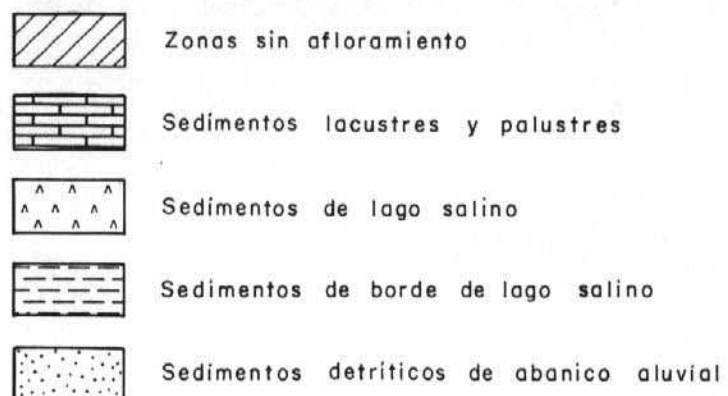 Zonas sin afloramiento
Sedimentos lacustres y palustres
Sedimentos de lago salino
Sedimentos de borde de lago salino
Sedimentos detríticos de abanico aluvial